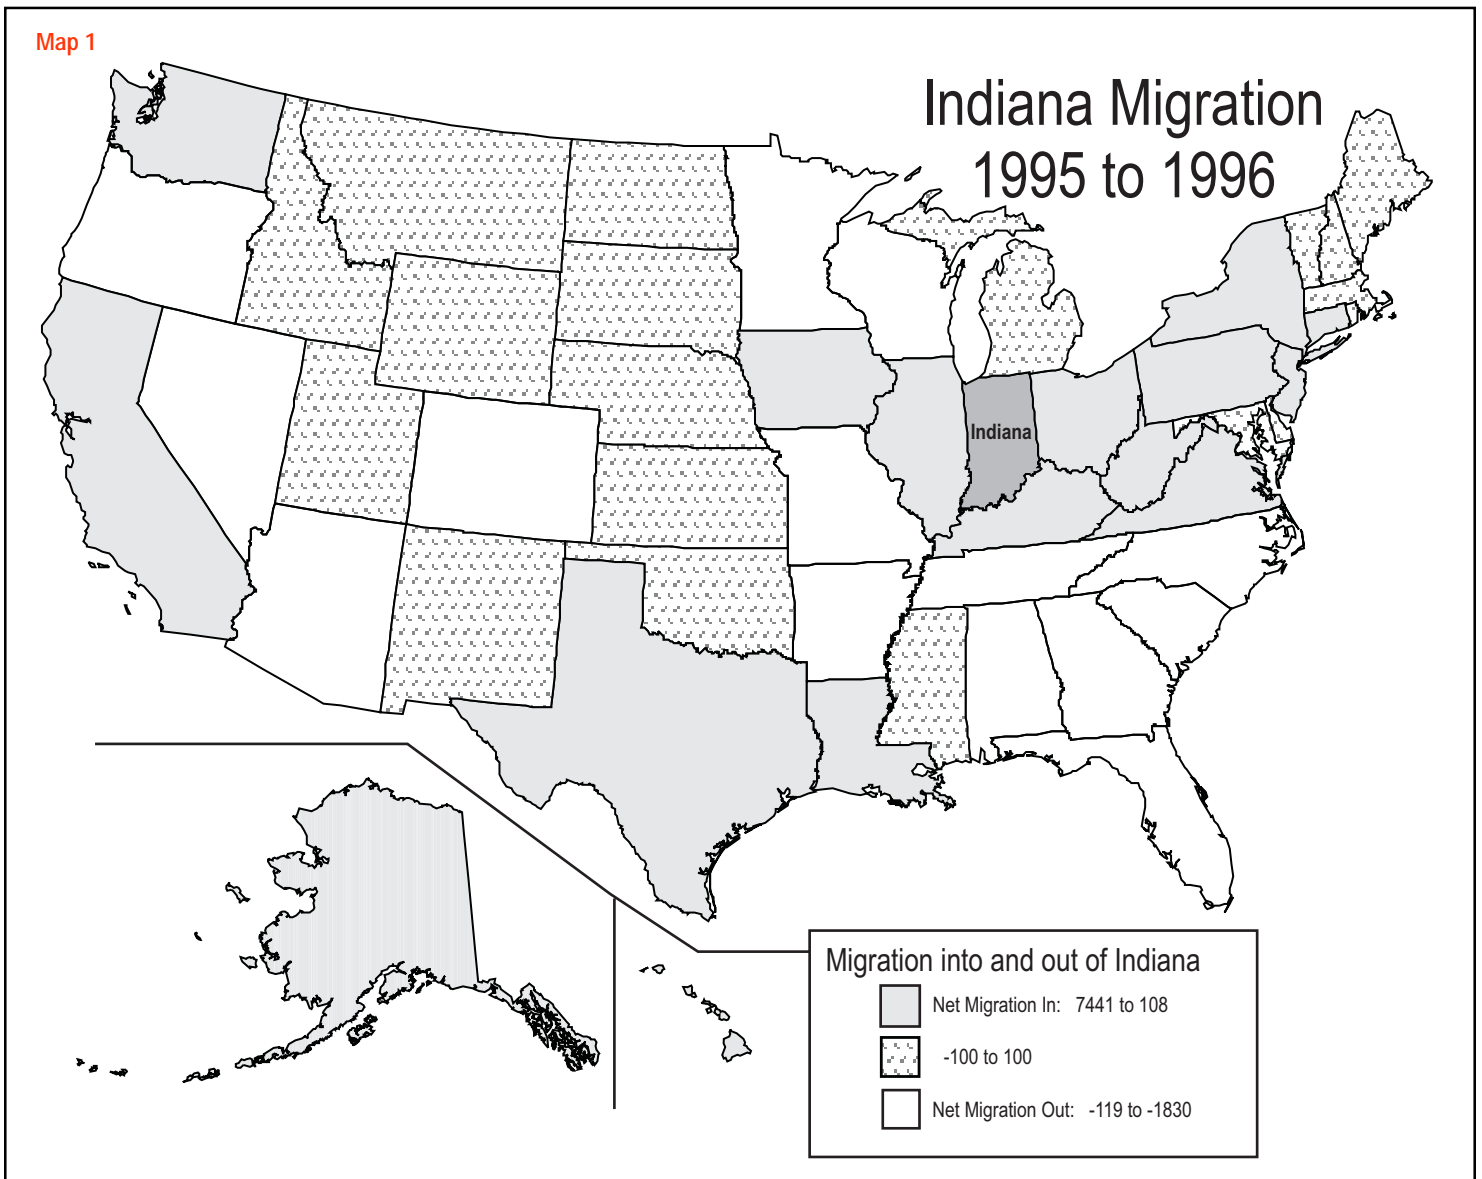 Map 1
Indiana Migration
1995 to 1996
Indiana
Migration into and out of Indiana
Net Migration In: 7441 to 108
-100 to 100
Net Migration Out: -119 to -1830